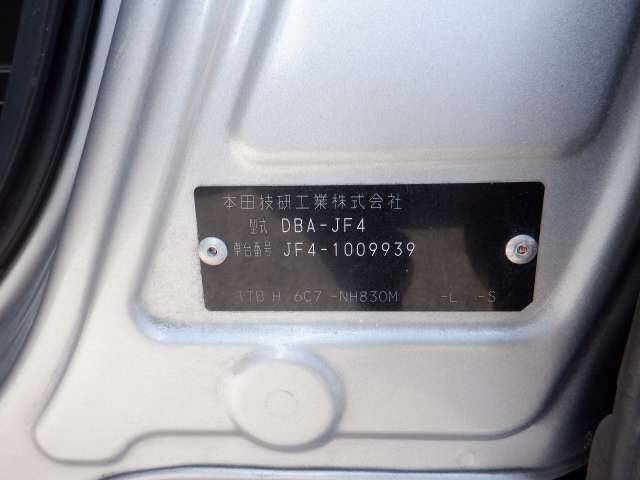 本田技研工業株式会社
型式 DBA-JF4
車台番号 JF4-1009939
TTB H 6C7 -NH830M -L -S